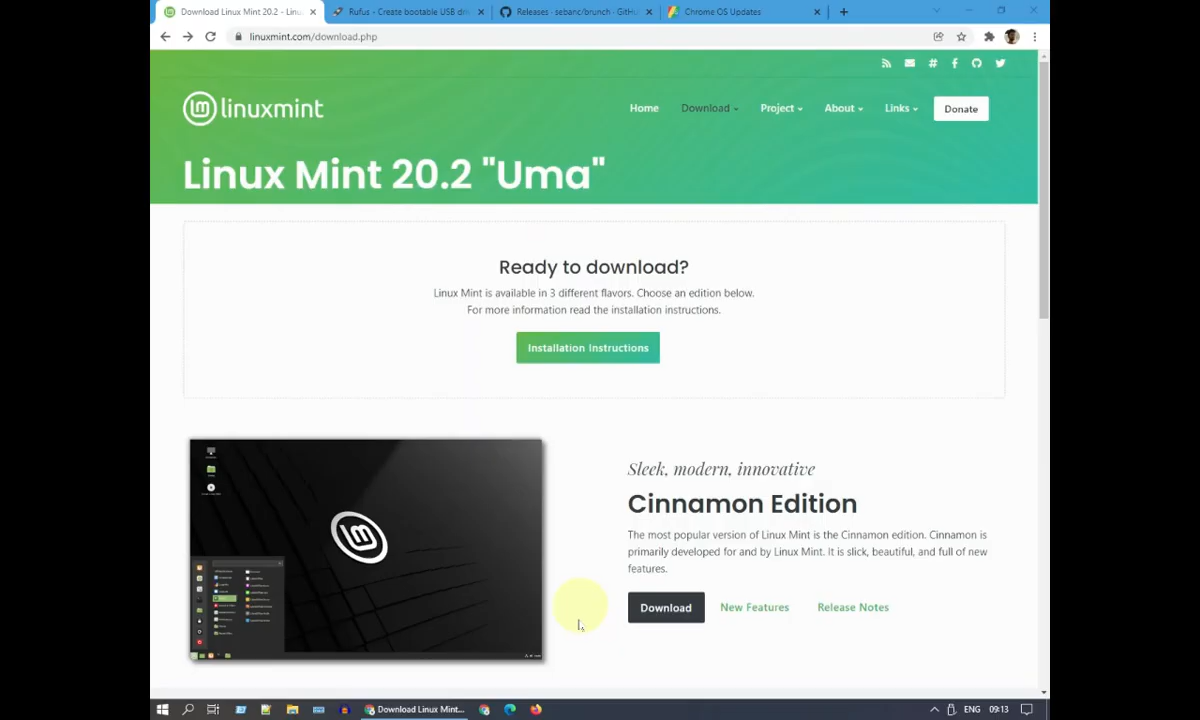 Download Linux Mint 20.2 - Linu
Rufus - Create bootable USB dri
Releases · sebanc/brunch · GitHu
Chrome OS Updates
linuxmint.com/download.php
linuxmint
Home
Download
Project
About
Links
Donate
Linux Mint 20.2 "Uma"
Ready to download?
Linux Mint is available in 3 different flavors. Choose an edition below.
For more information read the installation instructions.
Installation Instructions
Sleek, modern, innovative
Cinnamon Edition
The most popular version of Linux Mint is the Cinnamon edition. Cinnamon is
primarily developed for and by Linux Mint. It is slick, beautiful, and full of new
features.
Download
New Features
Release Notes
Download Linux Mint...
ENG
09:13